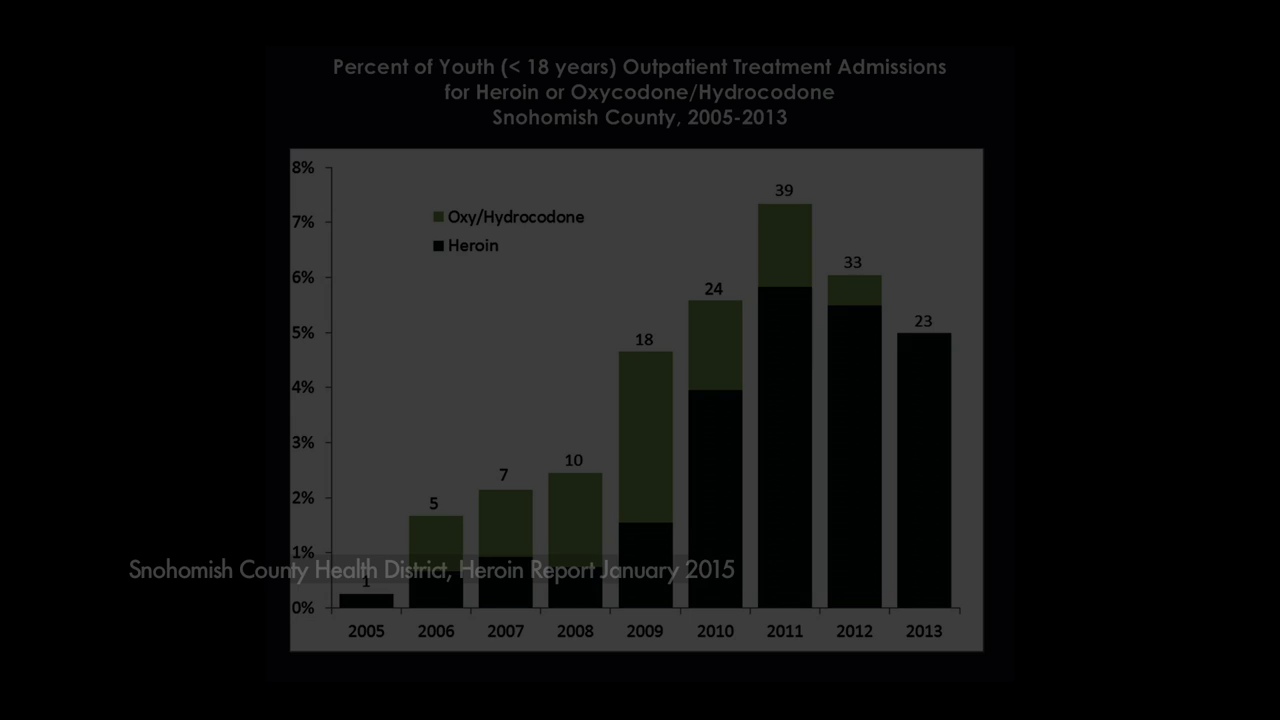 Percent of Youth (< 18 years) Outpatient Treatment Admissions
for Heroin or Oxycodone/Hydrocodone
Snohomish County, 2005-2013
8%
7%
6%
5%
4%
3%
2%
1%
0%
Oxy/Hydrocodone
Heroin
1
5
7
10
18
24
39
33
23
Snohomish County Health District, Heroin Report January 2015
2005 2006 2007 2008 2009 2010 2011 2012 2013